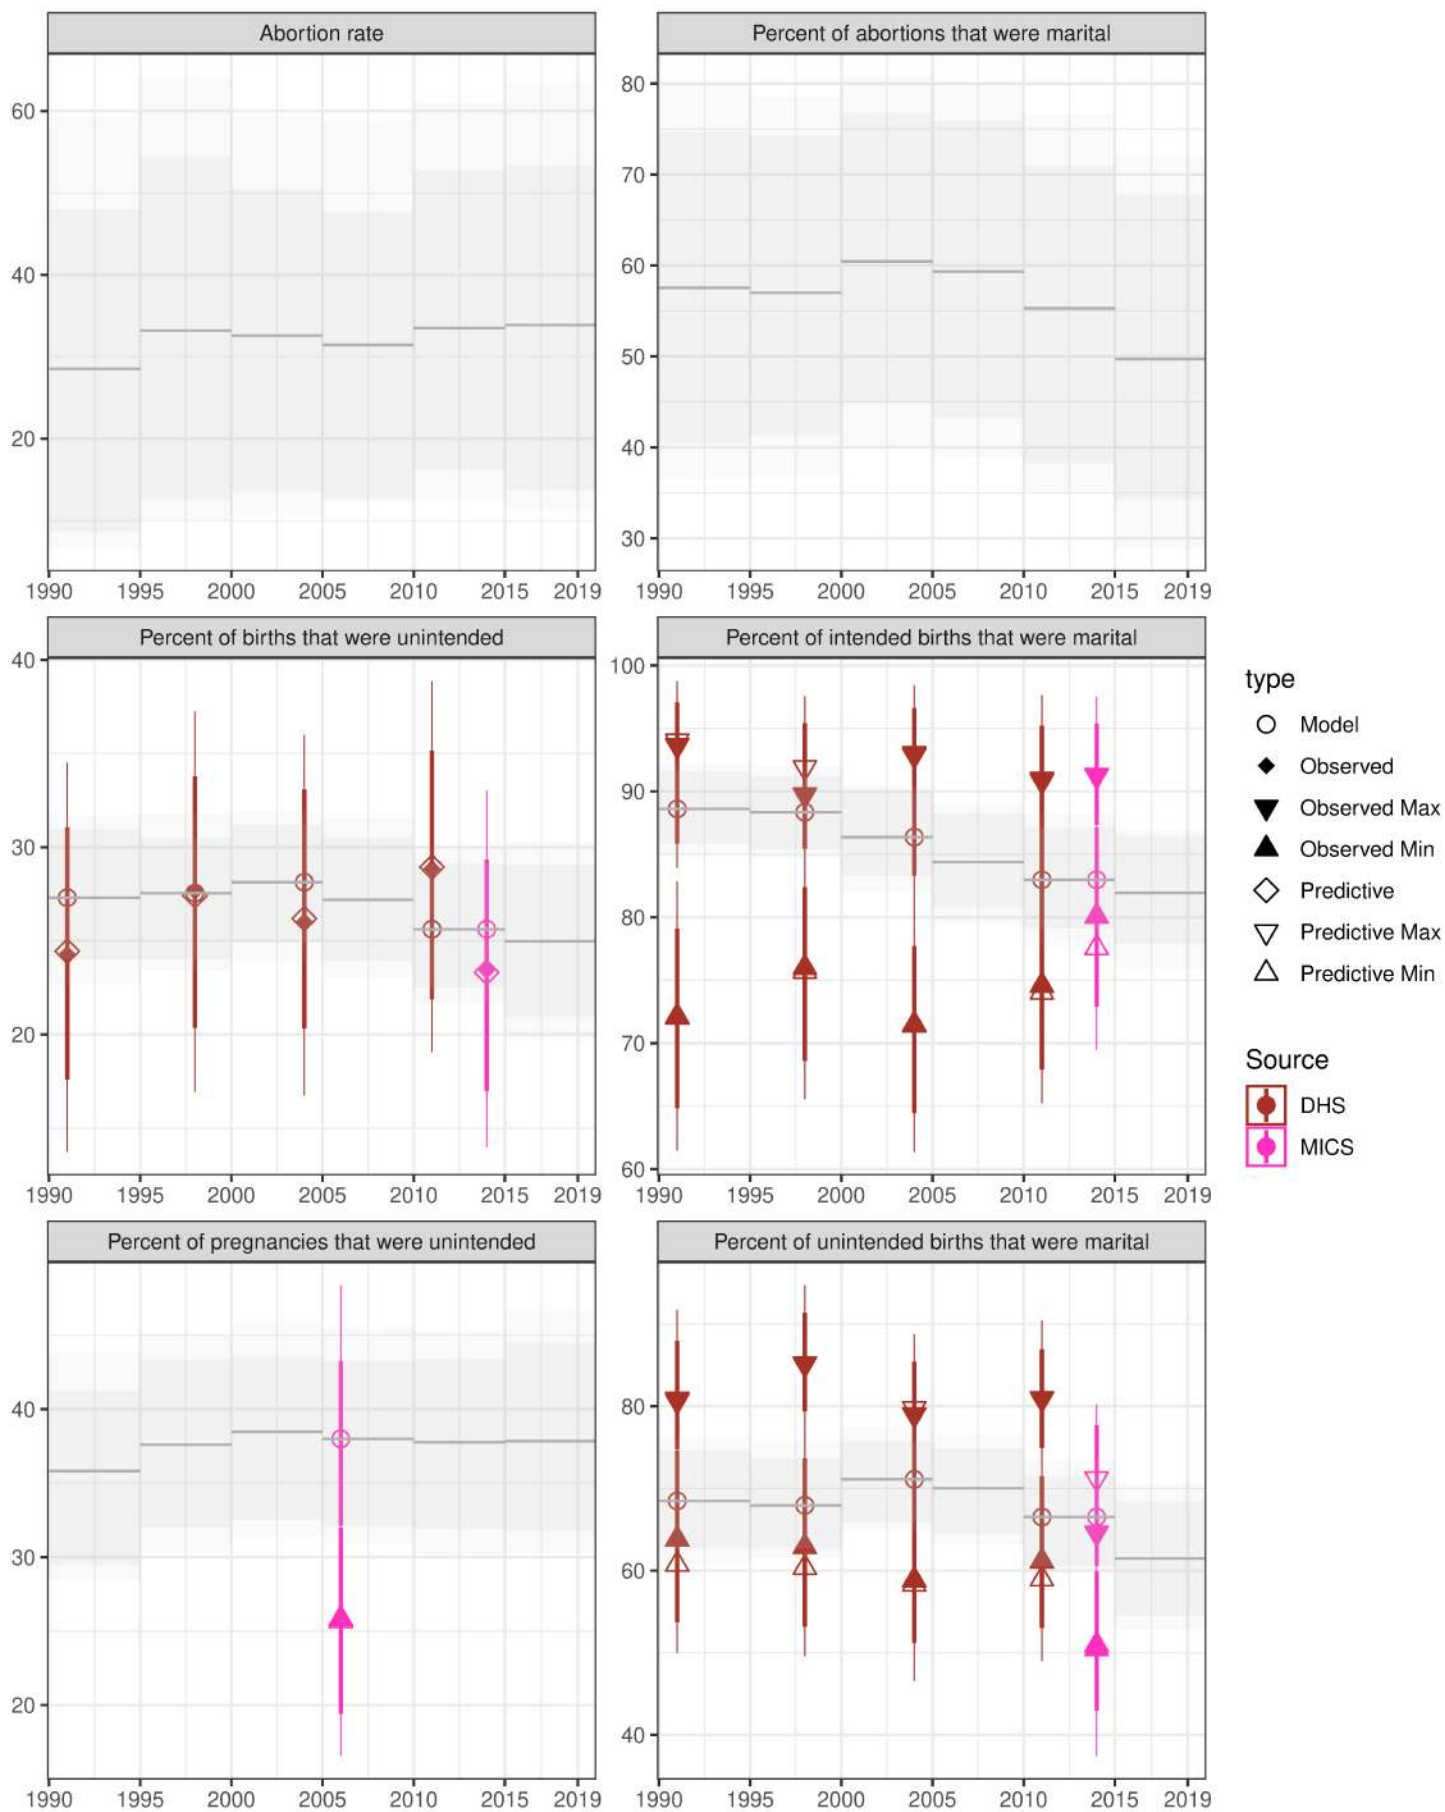 Abortion rate
60
40
20
1990 1995 2000 2005 2010 2015 2019
Percent of abortions that were marital
80
70
60
50
40
30
1990 1995 2000 2005 2010 2015 2019
Percent of births that were unintended
40
30
20
1990 1995 2000 2005 2010 2015 2019
Percent of intended births that were marital
100
90
80
70
60
1990 1995 2000 2005 2010 2015 2019
Percent of pregnancies that were unintended
40
30
20
1990 1995 2000 2005 2010 2015 2019
Percent of unintended births that were marital
80
60
40
1990 1995 2000 2005 2010 2015 2019
type
Model
Observed
Observed Max
Observed Min
Predictive
Predictive Max
Predictive Min
Source
DHS
MICS